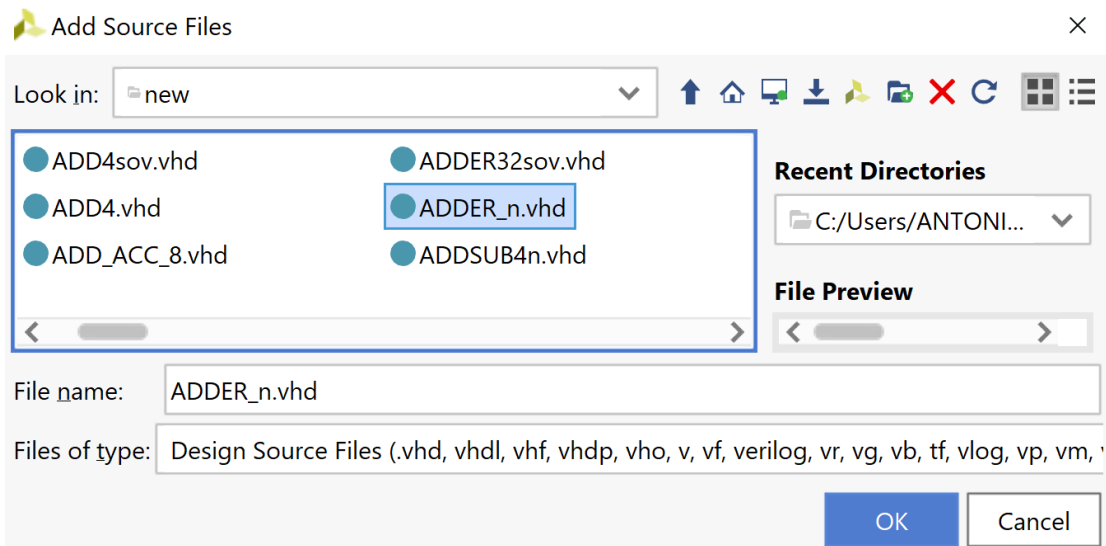 Add Source Files
Look in: new
ADD4sov.vhd ADDER32sov.vhd
ADD4.vhd ADDER_n.vhd
ADD_ACC_8.vhd ADDSUB4n.vhd
Recent Directories
C:/Users/ANTONI...
File Preview
File name: ADDER_n.vhd
Files of type: Design Source Files (.vhd, vhdl, vhf, vhdp, vho, v, vf, verilog, vr, vg, vb, tf, vlog, vp, vm,
OK Cancel